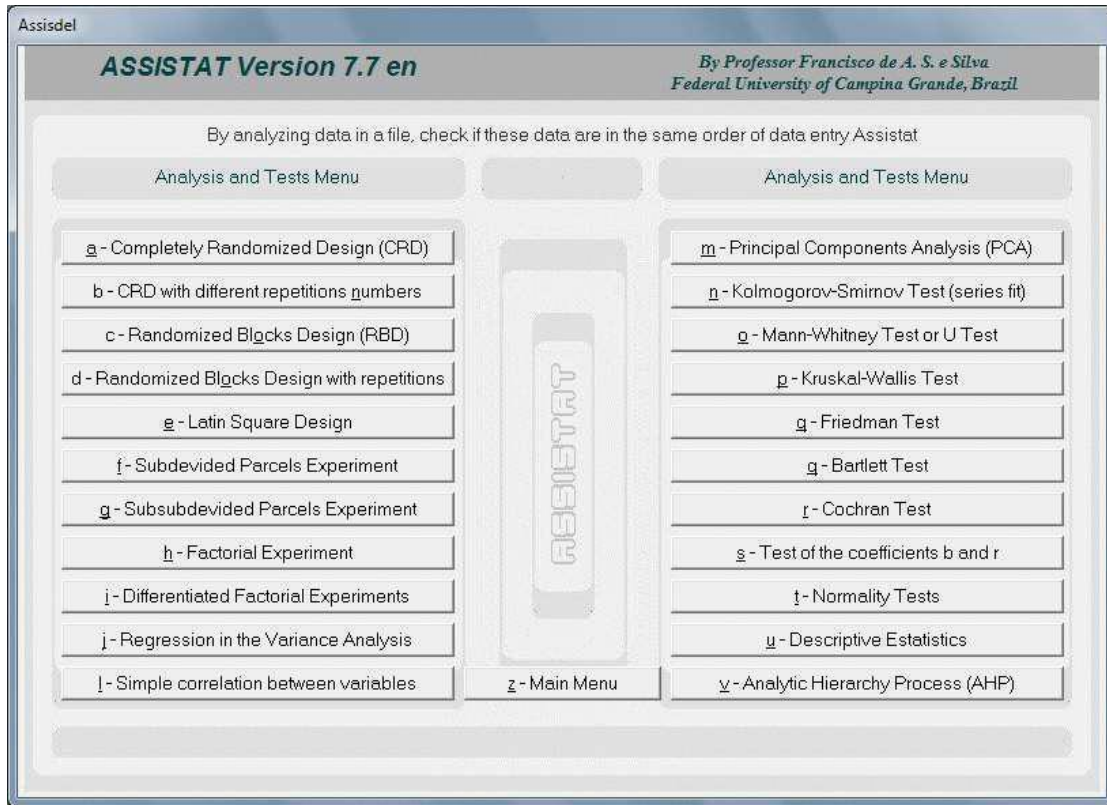 Assisdel
ASSISTAT Version 7.7 en
By Professor Francisco de A. S. e Silva
Federal University of Campina Grande, Brazil
By analyzing data in a file, check if these data are in the same order of data entry Assistat
Analysis and Tests Menu
a - Completely Randomized Design (CRD)
b - CRD with different repetitions numbers
c - Randomized Blocks Design (RBD)
d - Randomized Blocks Design with repetitions
e - Latin Square Design
f - Subdevided Parcels Experiment
g - Subsubdevided Parcels Experiment
h - Factorial Experiment
i - Differentiated Factorial Experiments
j - Regression in the Variance Analysis
l - Simple correlation between variables
ASSISTAT
z - Main Menu
Analysis and Tests Menu
m - Principal Components Analysis (PCA)
n - Kolmogorov-Smirnov Test (series fit)
o - Mann-Whitney Test or U Test
p - Kruskal-Wallis Test
q - Friedman Test
q - Bartlett Test
r - Cochran Test
s - Test of the coefficients b and r
t - Normality Tests
u - Descriptive Estatistics
v - Analytic Hierarchy Process (AHP)